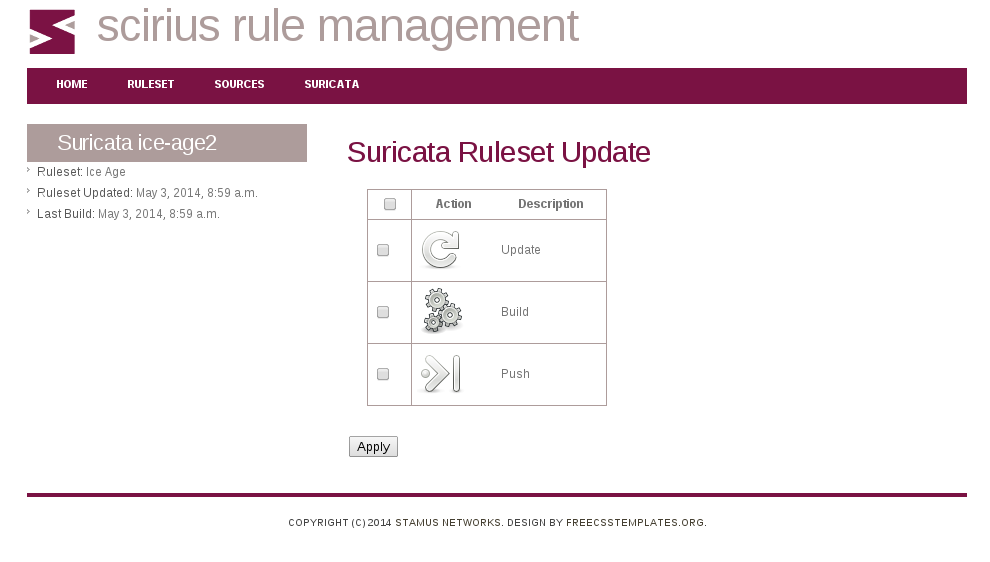 scirius rule management
HOME RULESET SOURCES SURICATA
Suricata ice-age2
Ruleset: Ice Age
Ruleset Updated: May 3, 2014, 8:59 a.m.
Last Build: May 3, 2014, 8:59 a.m.
Suricata Ruleset Update
Action Description
Update
Build
Push
Apply
COPYRIGHT (C) 2014 STAMUS NETWORKS. DESIGN BY FREECSSTEMPLATES.ORG.